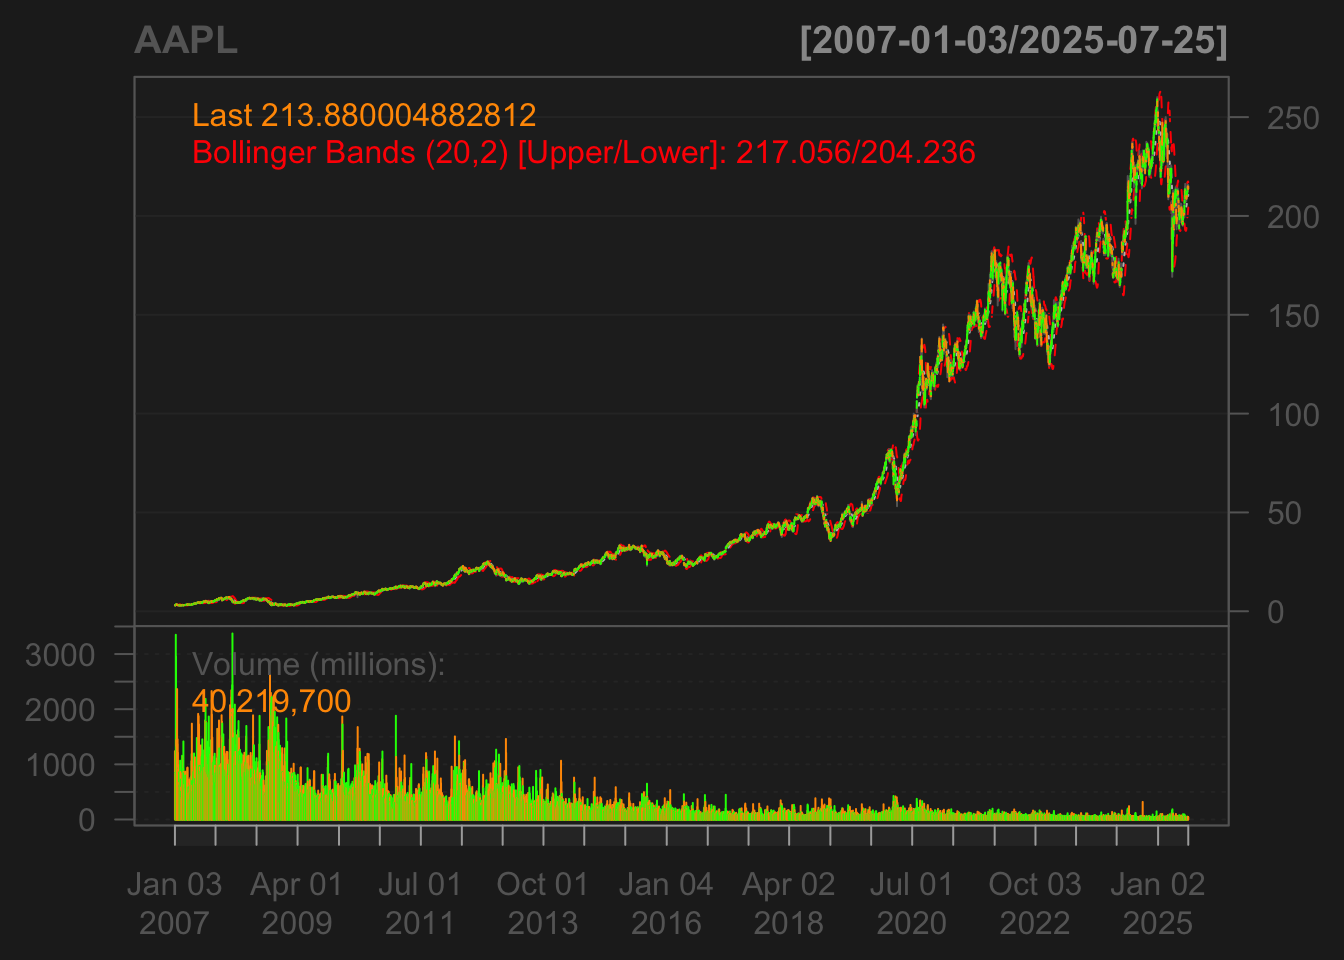 AAPL
[2007-01-03/2025-07-25]
Last 213.880004882812
Bollinger Bands (20,2) [Upper/Lower]: 217.056/204.236
250
200
150
100
50
0
Volume (millions):
40,219,700
3000
2000
1000
0
Jan 03 Apr 01 Jul 01 Oct 01 Jan 04 Apr 02 Jul 01 Oct 03 Jan 02
2007 2009 2011 2013 2016 2018 2020 2022 2025